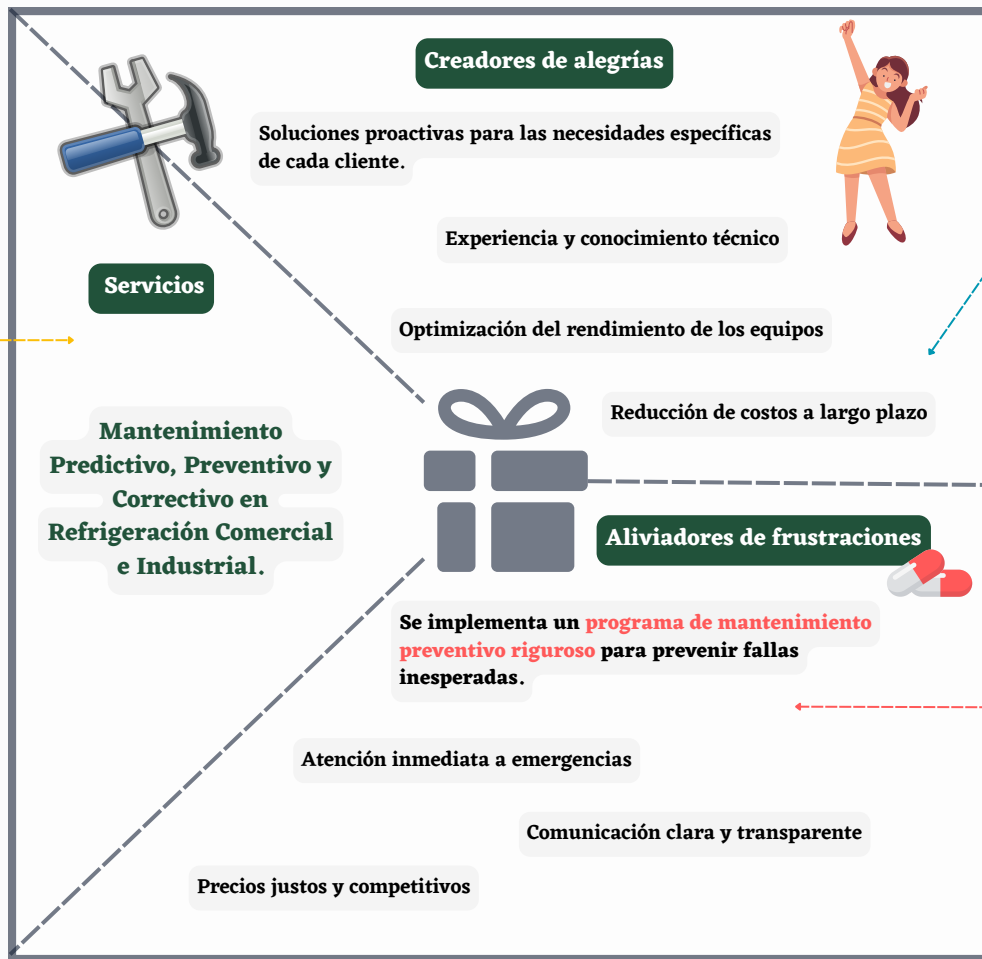 Creadores de alegrías
Soluciones proactivas para las necesidades específicas
de cada cliente.
Experiencia y conocimiento técnico
Servicios
Optimización del rendimiento de los equipos
Reducción de costos a largo plazo
Mantenimiento
Predictivo, Preventivo y
Correctivo en
Refrigeración Comercial
e Industrial.
Aliviadores de frustraciones
Se implementa un programa de mantenimiento
preventivo riguroso para prevenir fallas
inesperadas.
Atención inmediata a emergencias
Comunicación clara y transparente
Precios justos y competitivos